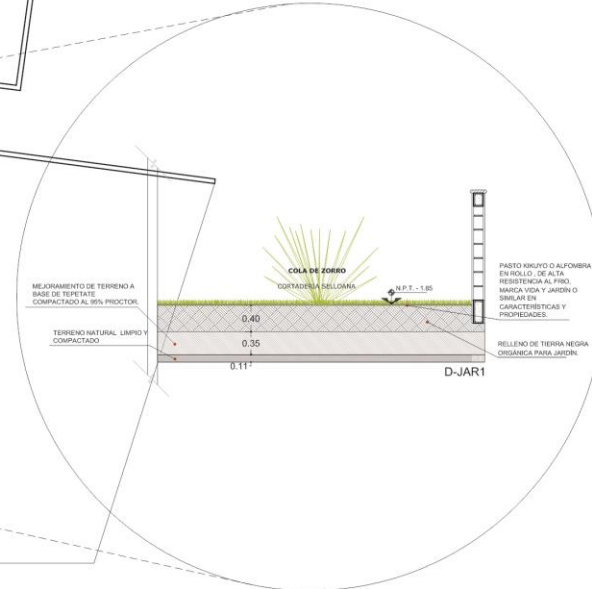 COLA DE ZORRO
CORTADERIA SELLOANA
N.P.T. - 1.85
MEJORAMIENTO DE TERRENO A
BASE DE TEPETATE
COMPACTADO AL 95% PROCTOR.
TERRENO NATURAL LIMPIO Y
COMPACTADO
0.40
0.35
0.11
PASTO KIKUYO O ALFOMBRA
EN ROLLO , DE ALTA
RESISTENCIA AL FRIO,
MARCA VIDA Y JARDÍN O
SIMILAR EN
CARACTERÍSTICAS Y
PROPIEDADES.
RELLENO DE TIERRA NEGRA
ORGÁNICA PARA JARDÍN.
D-JAR1